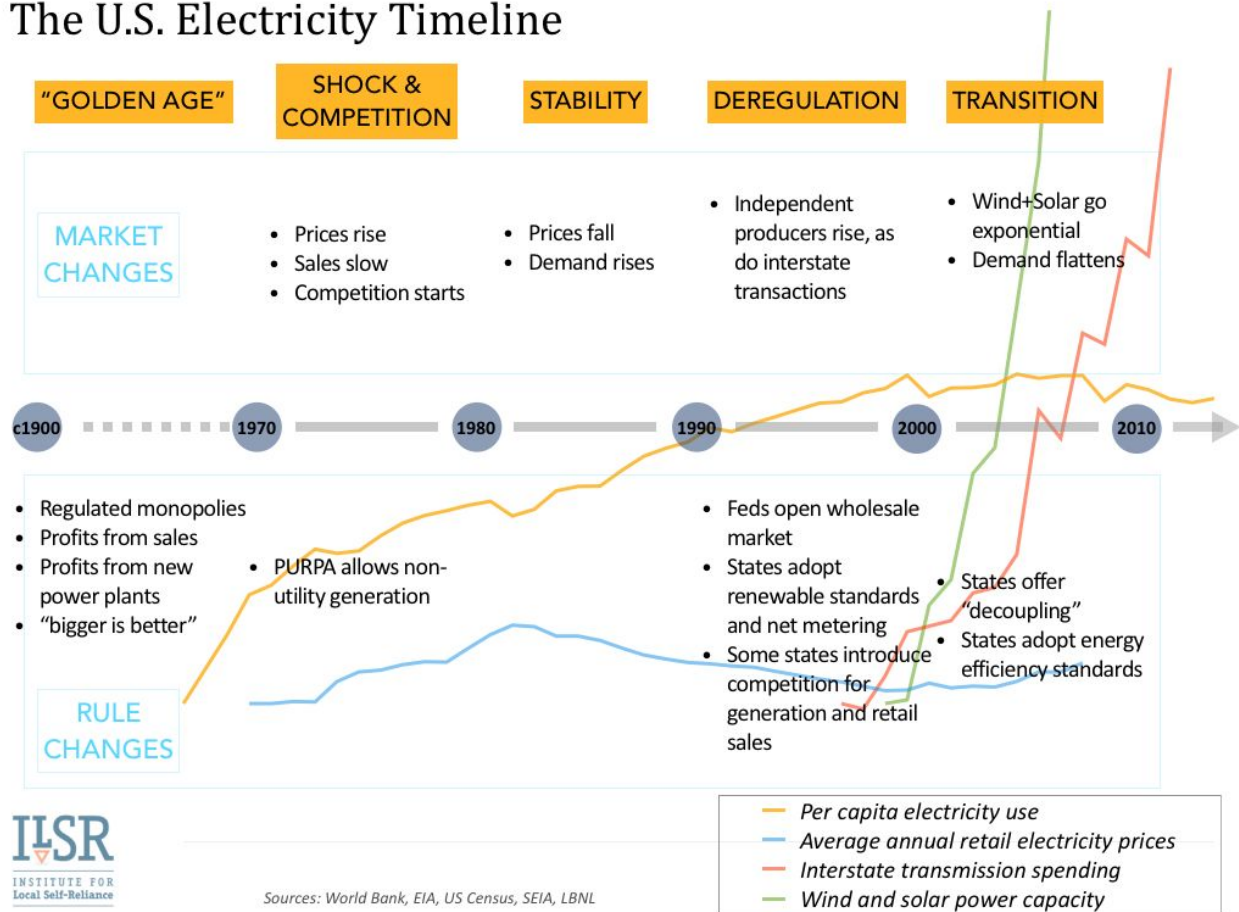 The U.S. Electricity Timeline
"GOLDEN AGE"
SHOCK &
COMPETITION
STABILITY
DEREGULATION
TRANSITION
MARKET
CHANGES
• Prices rise
• Sales slow
• Competition starts
• Prices fall
• Demand rises
• Independent
producers rise, as
do interstate
transactions
• Wind+Solar go
exponential
• Demand flattens
c1900
1970
1980
1990
2000
2010
• Regulated monopolies
• Profits from sales
• Profits from new
power plants
• “bigger is better”
• PURPA allows non-
utility generation
• Feds open wholesale
market
• States adopt
renewable standards
and net metering
• Some states introduce
competition for
generation and retail
sales
• States offer
“decoupling”
• States adopt energy
efficiency standards
RULE
CHANGES
Per capita electricity use
Average annual retail electricity prices
Interstate transmission spending
Wind and solar power capacity
ILSR
INSTITUTE FOR
Local Self-Reliance
Sources: World Bank, EIA, US Census, SEIA, LBNL